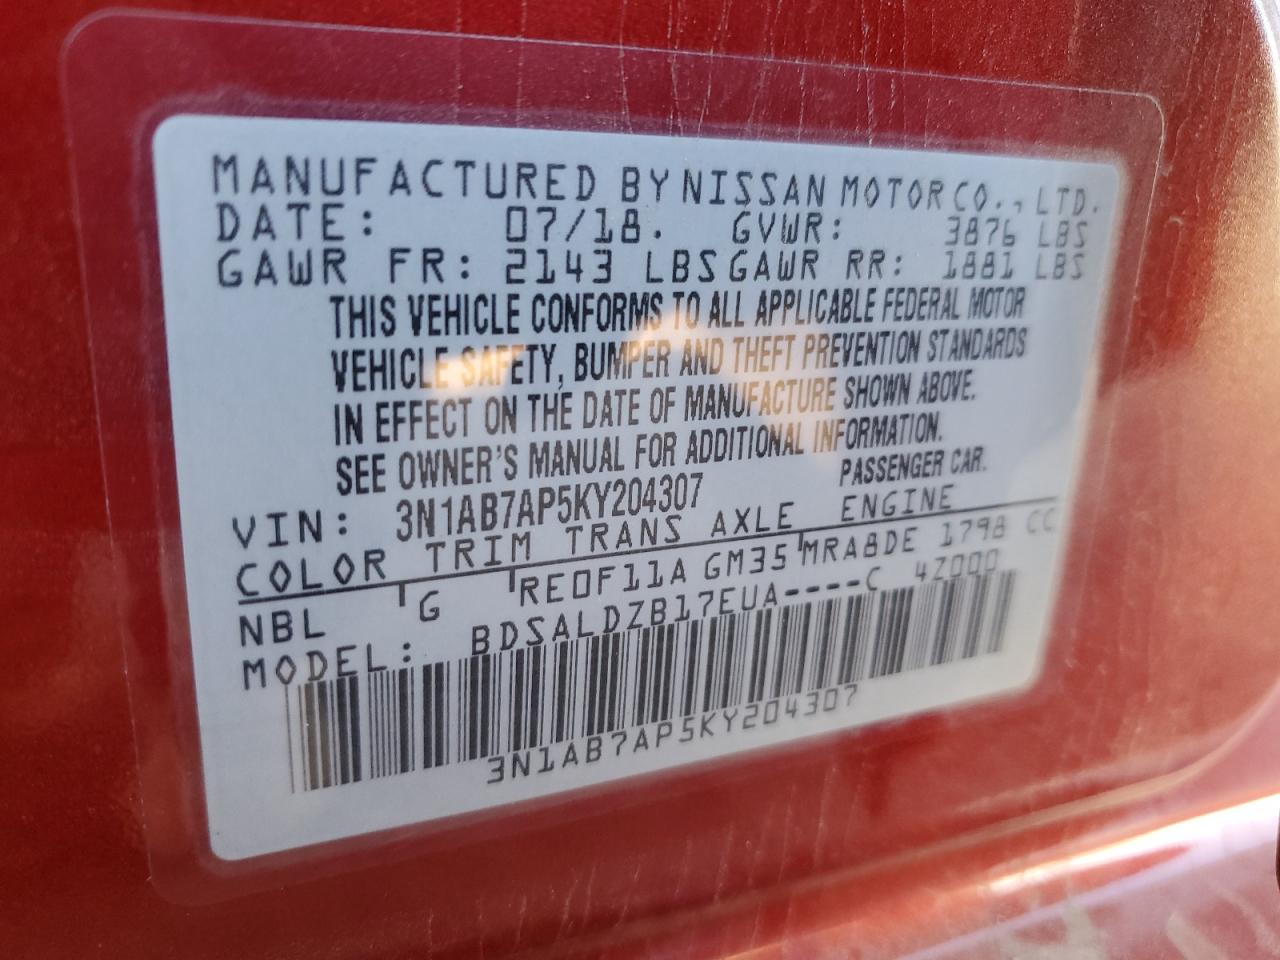 MANUFACTURED BY NISSAN MOTOR CO., LTD.
DATE: 07/18. GVWR: 3876 LBS
GAWR FR: 2143 LBS GAWR RR: 1881 LBS
THIS VEHICLE CONFORMS TO ALL APPLICABLE FEDERAL MOTOR
VEHICLE SAFETY, BUMPER AND THEFT PREVENTION STANDARDS
IN EFFECT ON THE DATE OF MANUFACTURE SHOWN ABOVE.
SEE OWNER'S MANUAL FOR ADDITIONAL INFORMATION.
VIN: 3N1AB7AP5KY204307 PASSENGER CAR.
COLOR TRIM TRANS AXLE ENGINE
NBL G RE0F11A GM35 MRA8DE 1798 CC
MODEL: BDSALDZB17EUA----C 4Z000
3N1AB7AP5KY204307